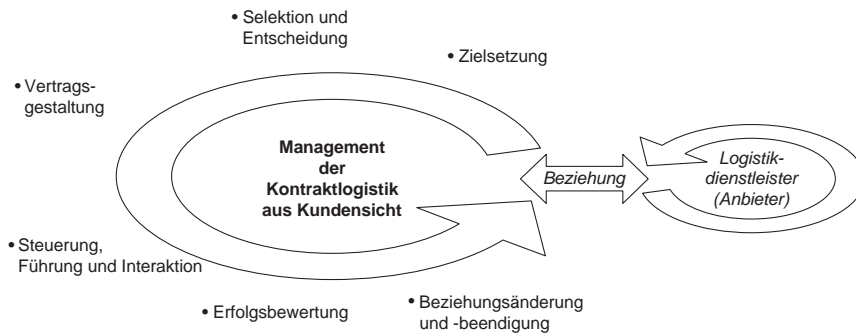 • Selektion und
Entscheidung
• Zielsetzung
• Vertrags-
gestaltung
Management
der
Kontraktlogistik
aus Kundensicht
Beziehung
Logistik-
dienstleister
(Anbieter)
• Steuerung,
Führung und Interaktion
• Erfolgsbewertung
• Beziehungsänderung
und -beendigung